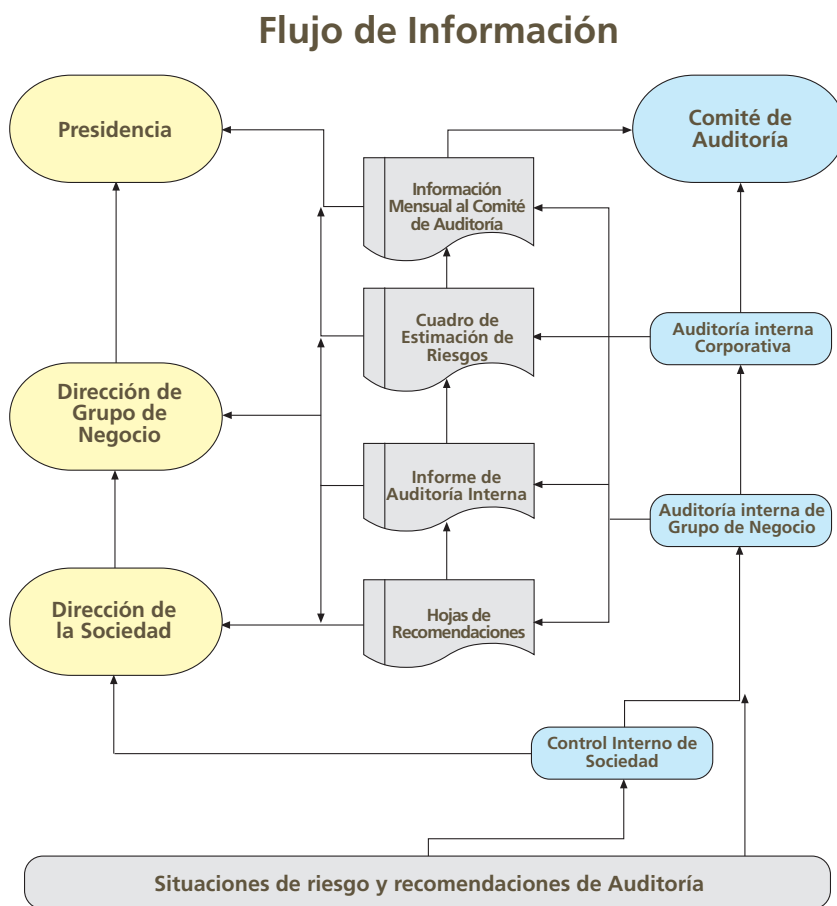 Flujo de Información
Presidencia
Comité de
Auditoría
Información
Mensual al Comité
de Auditoría
Cuadro de
Estimación de
Riesgos
Auditoría interna
Corporativa
Dirección de
Grupo de
Negocio
Informe de
Auditoría Interna
Auditoría interna de
Grupo de Negocio
Dirección de
la Sociedad
Hojas de
Recomendaciones
Control Interno de
Sociedad
Situaciones de riesgo y recomendaciones de Auditoría